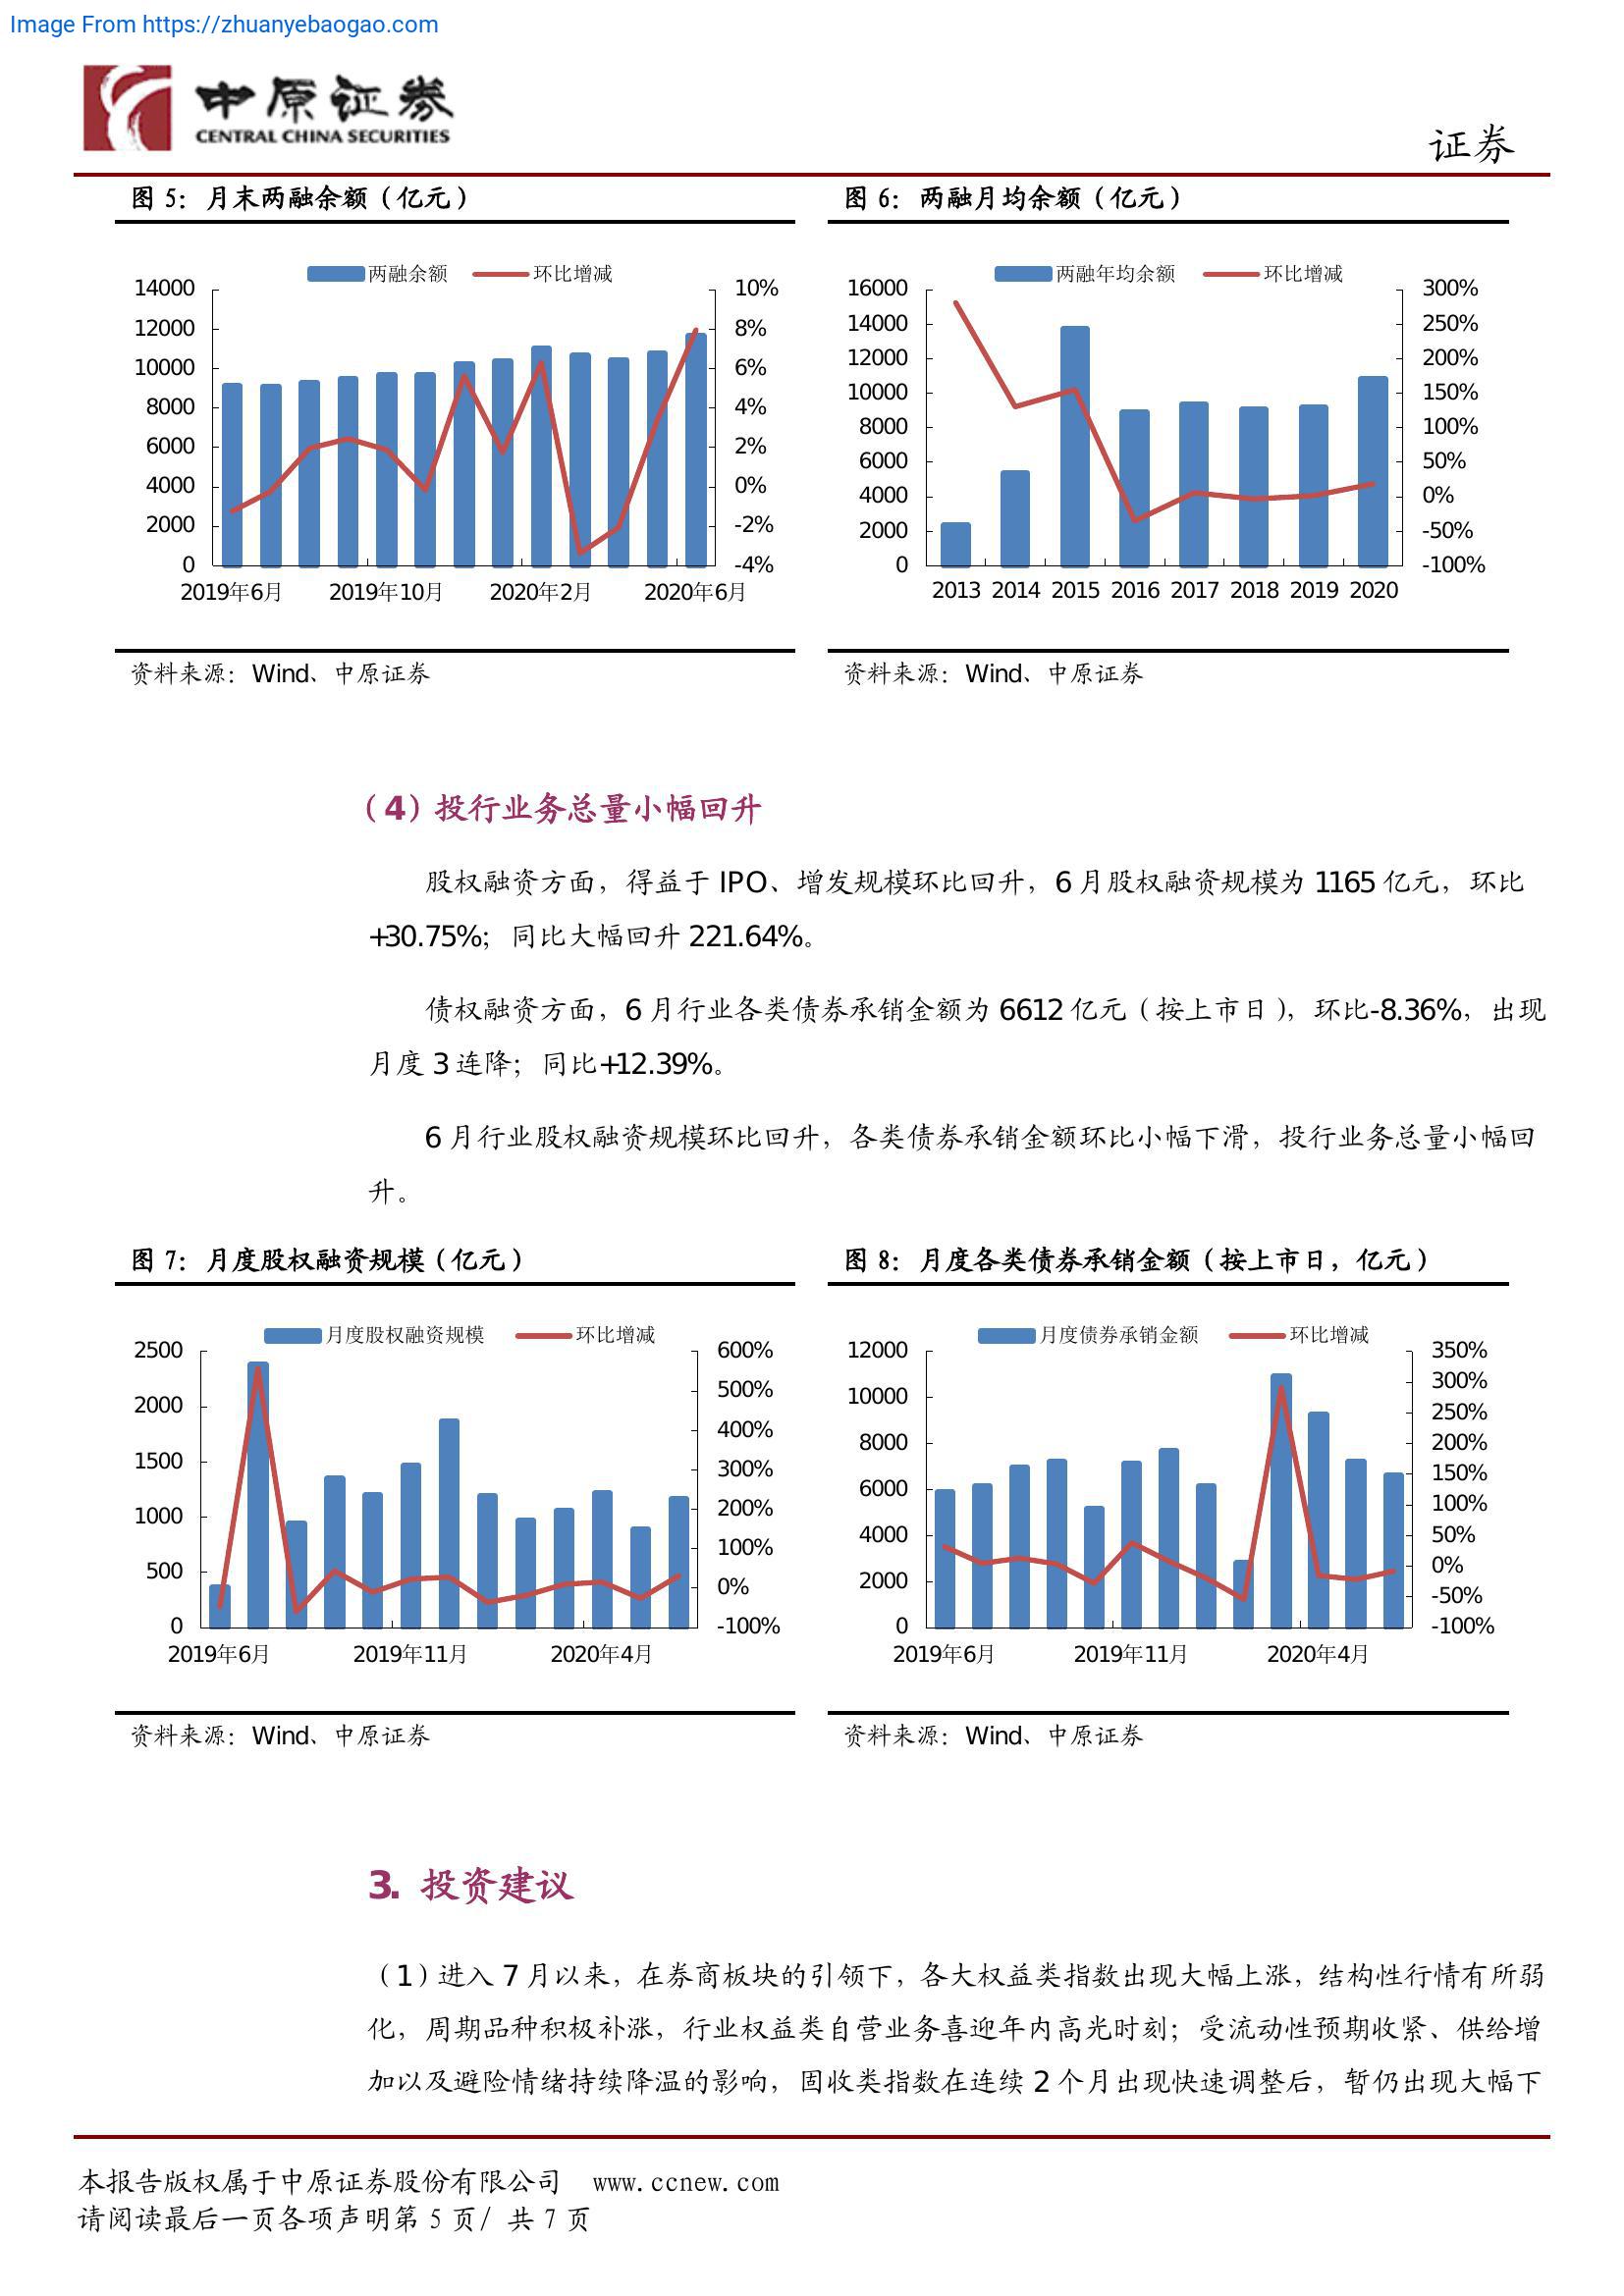 Image From https://zhuanyebaogao.com
中原证券
CENTRAL CHINA SECURITIES
证券
图 5：月末两融余额（亿元）
两融余额 环比增减
14000
12000
10000
8000
6000
4000
2000
0
10%
8%
6%
4%
2%
0%
-2%
-4%
2019年6月 2019年10月 2020年2月 2020年6月
资料来源：Wind、中原证券
图 6：两融月均余额（亿元）
两融年均余额 环比增减
16000
14000
12000
10000
8000
6000
4000
2000
0
300%
250%
200%
150%
100%
50%
0%
-50%
-100%
2013 2014 2015 2016 2017 2018 2019 2020
资料来源：Wind、中原证券
（4）投行业务总量小幅回升
股权融资方面，得益于 IPO、增发规模环比回升，6 月股权融资规模为 1165 亿元，环比
+30.75%；同比大幅回升 221.64%。
债权融资方面，6 月行业各类债券承销金额为 6612 亿元（按上市日），环比-8.36%，出现
月度 3 连降；同比+12.39%。
6 月行业股权融资规模环比回升，各类债券承销金额环比小幅下滑，投行业务总量小幅回
升。
图 7：月度股权融资规模（亿元）
月度股权融资规模 环比增减
2500
2000
1500
1000
500
0
600%
500%
400%
300%
200%
100%
0%
-100%
2019年6月 2019年11月 2020年4月
资料来源：Wind、中原证券
图 8：月度各类债券承销金额（按上市日，亿元）
月度债券承销金额 环比增减
12000
10000
8000
6000
4000
2000
0
350%
300%
250%
200%
150%
100%
50%
0%
-50%
-100%
2019年6月 2019年11月 2020年4月
资料来源：Wind、中原证券
3. 投资建议
（1）进入 7 月以来，在券商板块的引领下，各大权益类指数出现大幅上涨，结构性行情有所弱
化，周期品种积极补涨，行业权益类自营业务喜迎年内高光时刻；受流动性预期收紧、供给增
加以及避险情绪持续降温的影响，固收类指数在连续 2 个月出现快速调整后，暂仍出现大幅下
本报告版权属于中原证券股份有限公司 www.ccnew.com
请阅读最后一页各项声明第 5 页/ 共 7 页